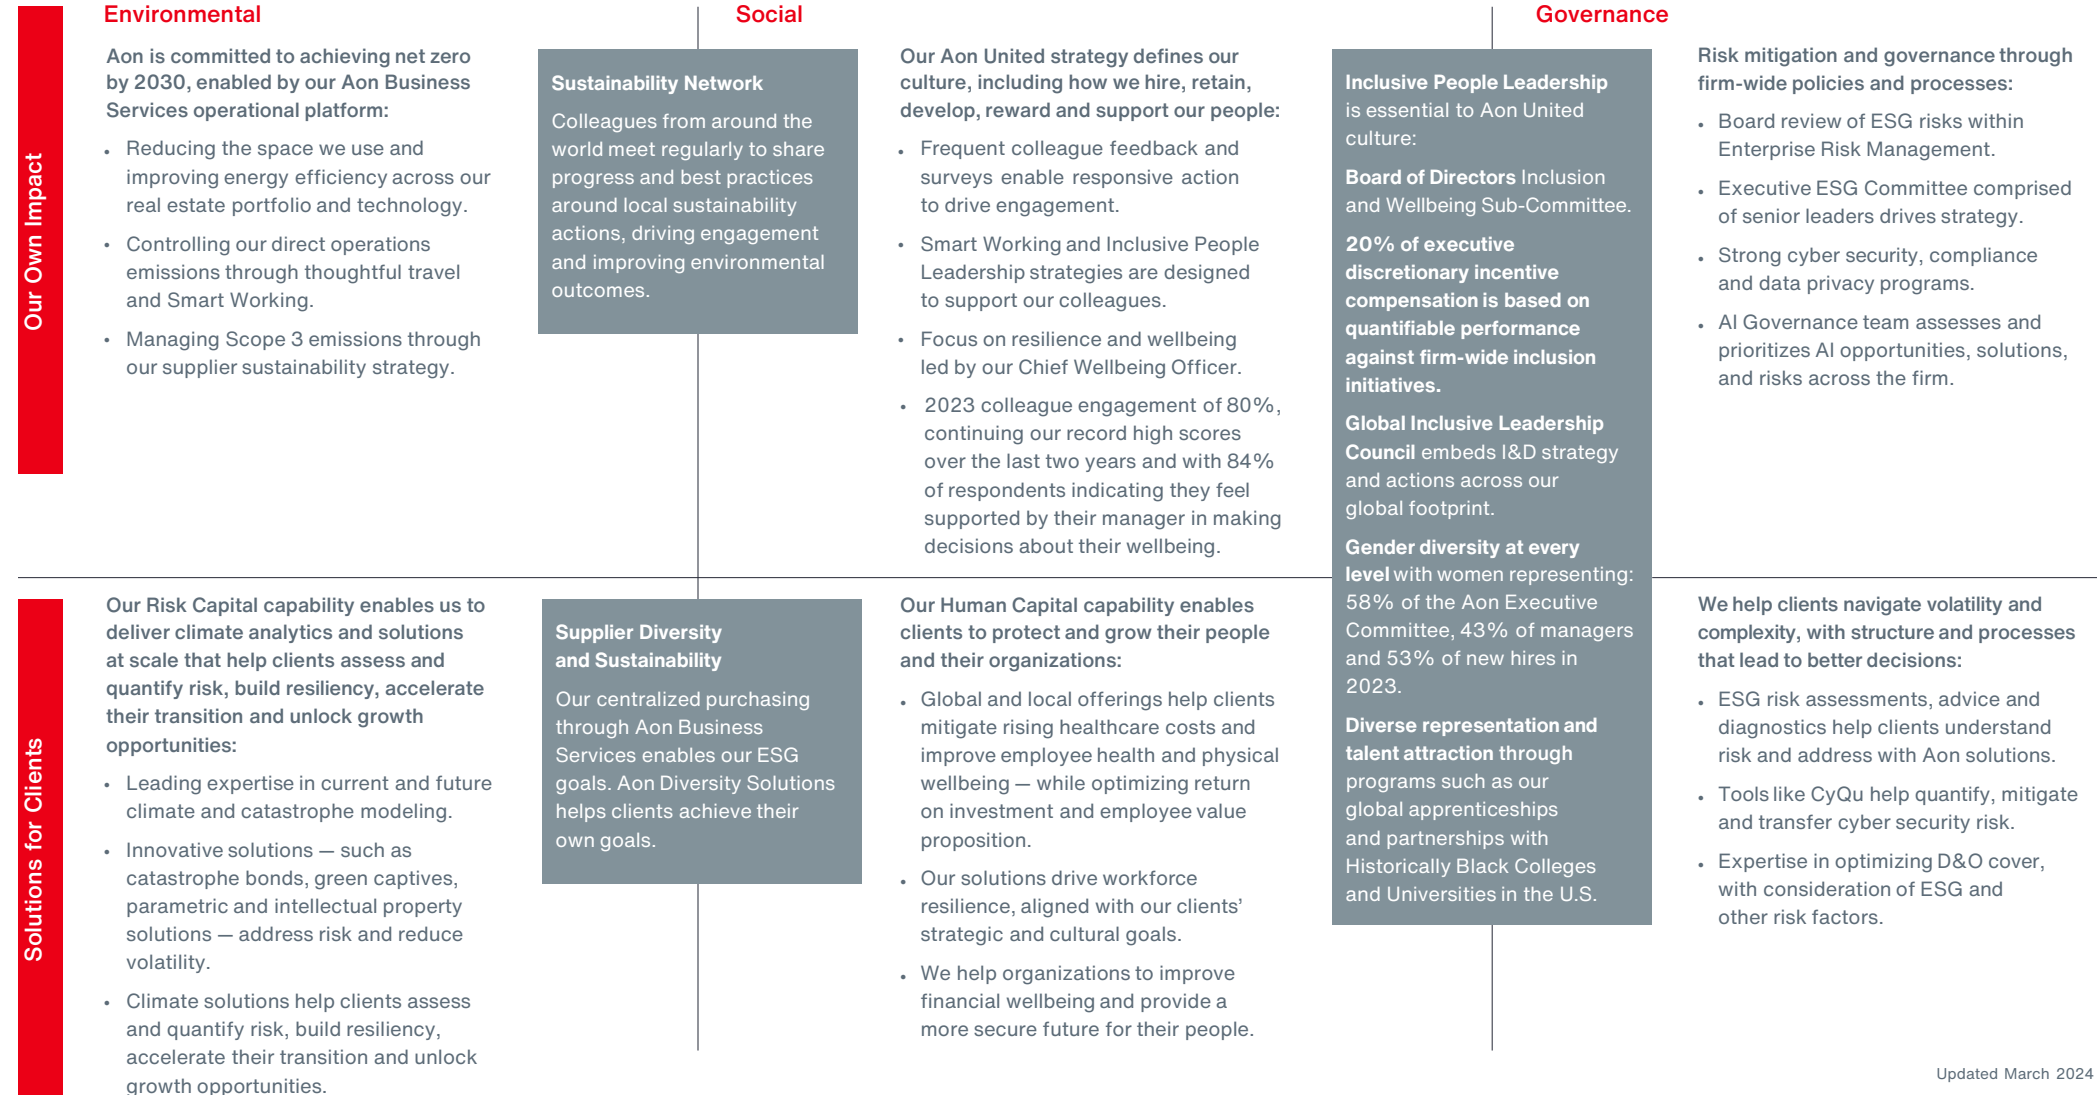 Environmental
Social
Governance
Our Own Impact
Aon is committed to achieving net zero
by 2030, enabled by our Aon Business
Services operational platform:
• Reducing the space we use and
improving energy efficiency across our
real estate portfolio and technology.
• Controlling our direct operations
emissions through thoughtful travel
and Smart Working.
• Managing Scope 3 emissions through
our supplier sustainability strategy.
Sustainability Network
Colleagues from around the
world meet regularly to share
progress and best practices
around local sustainability
actions, driving engagement
and improving environmental
outcomes.
Our Aon United strategy defines our
culture, including how we hire, retain,
develop, reward and support our people:
• Frequent colleague feedback and
surveys enable responsive action
to drive engagement.
• Smart Working and Inclusive People
Leadership strategies are designed
to support our colleagues.
• Focus on resilience and wellbeing
led by our Chief Wellbeing Officer.
• 2023 colleague engagement of 80%,
continuing our record high scores
over the last two years and with 84%
of respondents indicating they feel
supported by their manager in making
decisions about their wellbeing.
Inclusive People Leadership
is essential to Aon United
culture:
Board of Directors Inclusion
and Wellbeing Sub-Committee.
20% of executive
discretionary incentive
compensation is based on
quantifiable performance
against firm-wide inclusion
initiatives.
Global Inclusive Leadership
Council embeds I&D strategy
and actions across our
global footprint.
Gender diversity at every
level with women representing:
58% of the Aon Executive
Committee, 43% of managers
and 53% of new hires in
2023.
Diverse representation and
talent attraction through
programs such as our
global apprenticeships
and partnerships with
Historically Black Colleges
and Universities in the U.S.
Risk mitigation and governance through
firm-wide policies and processes:
• Board review of ESG risks within
Enterprise Risk Management.
• Executive ESG Committee comprised
of senior leaders drives strategy.
• Strong cyber security, compliance
and data privacy programs.
• AI Governance team assesses and
prioritizes AI opportunities, solutions,
and risks across the firm.
Solutions for Clients
Our Risk Capital capability enables us to
deliver climate analytics and solutions
at scale that help clients assess and
quantify risk, build resiliency, accelerate
their transition and unlock growth
opportunities:
• Leading expertise in current and future
climate and catastrophe modeling.
• Innovative solutions — such as
catastrophe bonds, green captives,
parametric and intellectual property
solutions — address risk and reduce
volatility.
• Climate solutions help clients assess
and quantify risk, build resiliency,
accelerate their transition and unlock
growth opportunities.
Supplier Diversity
and Sustainability
Our centralized purchasing
through Aon Business
Services enables our ESG
goals. Aon Diversity Solutions
helps clients achieve their
own goals.
Our Human Capital capability enables
clients to protect and grow their people
and their organizations:
• Global and local offerings help clients
mitigate rising healthcare costs and
improve employee health and physical
wellbeing — while optimizing return
on investment and employee value
proposition.
• Our solutions drive workforce
resilience, aligned with our clients’
strategic and cultural goals.
• We help organizations to improve
financial wellbeing and provide a
more secure future for their people.
We help clients navigate volatility and
complexity, with structure and processes
that lead to better decisions:
• ESG risk assessments, advice and
diagnostics help clients understand
risk and address with Aon solutions.
• Tools like CyQu help quantify, mitigate
and transfer cyber security risk.
• Expertise in optimizing D&O cover,
with consideration of ESG and
other risk factors.
Updated March 2024